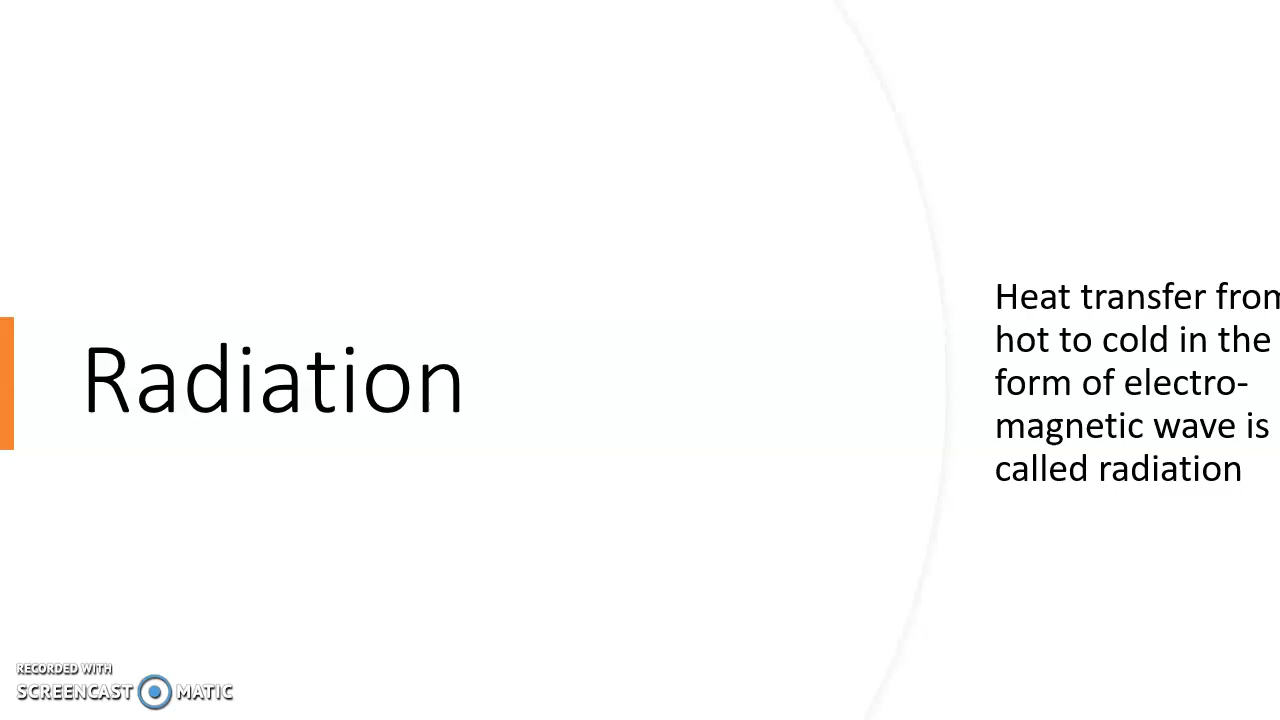 Radiation
Heat transfer from
hot to cold in the
form of electro-
magnetic wave is
called radiation
RECORDED WITH
SCREENCAST MATIC